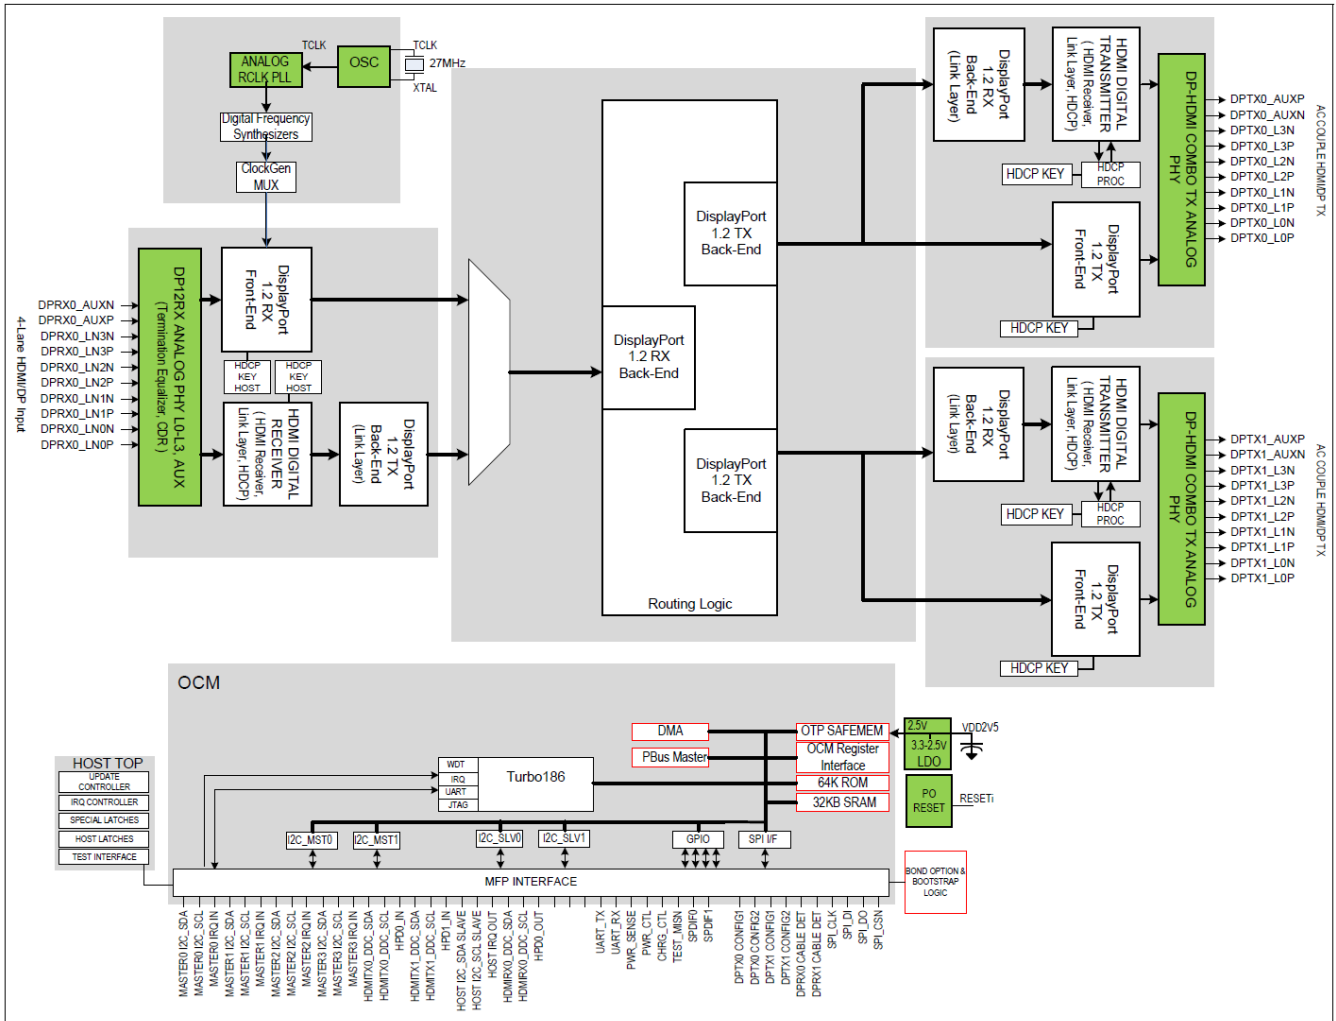 TCLK
ANALOG
RCLK PLL
OSC
TCLK
27MHz
XTAL
Digital Frequency
Synthesizers
ClockGen
MUX
4-Lane HDMI/DP Input
DPRX0_AUXN
DPRX0_AUXP
DPRX0_LN3N
DPRX0_LN3P
DPRX0_LN2N
DPRX0_LN2P
DPRX0_LN1N
DPRX0_LN1P
DPRX0_LN0N
DPRX0_LN0P
DP12RX ANALOG PHY L0-L3, AUX
(Termination Equalizer, CDR )
DisplayPort
1.2 RX
Front-End
HDCP
KEY
HOST
HDCP
KEY
HOST
HDMI DIGITAL
RECEIVER
( HDMI Receiver,
Link Layer, HDCP)
DisplayPort
1.2 TX
Back-End
(Link Layer)
DisplayPort
1.2 TX
Back-End
DisplayPort
1.2 RX
Back-End
DisplayPort
1.2 TX
Back-End
Routing Logic
DisplayPort
1.2 RX
Back-End
(Link Layer)
HDMI DIGITAL
TRANSMITTER
( HDMI Receiver,
Link Layer, HDCP)
HDCP KEY
HDCP
PROC
DisplayPort
1.2 TX
Front-End
HDCP KEY
DP-HDMI COMBO TX ANALOG
PHY
DPTX0_AUXP
DPTX0_AUXN
DPTX0_L3N
DPTX0_L3P
DPTX0_L2N
DPTX0_L2P
DPTX0_L1N
DPTX0_L1P
DPTX0_L0N
DPTX0_L0P
AC COUPLE HDMI/DP TX
DisplayPort
1.2 RX
Back-End
(Link Layer)
HDMI DIGITAL
TRANSMITTER
( HDMI Receiver,
Link Layer, HDCP)
HDCP KEY
HDCP
PROC
DisplayPort
1.2 TX
Front-End
HDCP KEY
DP-HDMI COMBO TX ANALOG
PHY
DPTX1_AUXP
DPTX1_AUXN
DPTX1_L3N
DPTX1_L3P
DPTX1_L2N
DPTX1_L2P
DPTX1_L1N
DPTX1_L1P
DPTX1_L0N
DPTX1_L0P
AC COUPLE HDMI/DP TX
OCM
DMA
PBus Master
OTP SAFEMEM
OCM Register
Interface
64K ROM
32KB SRAM
2.5V
3.3-2.5V
LDO
VDD2V5
PO
RESET
RESETi
WDT
IRQ
UART
JTAG
Turbo186
HOST TOP
UPDATE
CONTROLLER
IRQ CONTROLLER
SPECIAL LATCHES
HOST LATCHES
TEST INTERFACE
I2C_MST0
I2C_MST1
I2C_SLV0
I2C_SLV1
GPIO
SPI I/F
MFP INTERFACE
BOND OPTION &
BOOTSTRAP
LOGIC
MASTER0 I2C_SDA
MASTER0 I2C_SCL
MASTER0 IRQ IN
MASTER1 I2C_SDA
MASTER1 I2C_SCL
MASTER1 IRQ IN
MASTER2 I2C_SDA
MASTER2 I2C_SCL
MASTER2 IRQ IN
MASTER3 I2C_SDA
MASTER3 I2C_SCL
MASTER3 IRQ IN
HDMITX0_DDC_SDA
HDMITX0_DDC_SCL
HPD0_IN
HDMITX1_DDC_SDA
HDMITX1_DDC_SCL
HPD1_IN
HOST I2C_SDA SLAVE
HOST I2C_SCL SLAVE
HOST IRQ OUT
HDMIRX0_DDC_SDA
HDMIRX0_DDC_SCL
HPD0_OUT
UART_TX
UART_RX
PWR_SENSE
PWR_CTL
CHRG_CTL
TEST_MISN
SPDIF0
SPDIF1
DPTX0 CONFIG1
DPTX0 CONFIG2
DPTX1 CONFIG1
DPTX1 CONFIG2
DPRX0 CABLE DET
DPRX1 CABLE DET
SPI_CLK
SPI_DI
SPI_DO
SPI_CSN